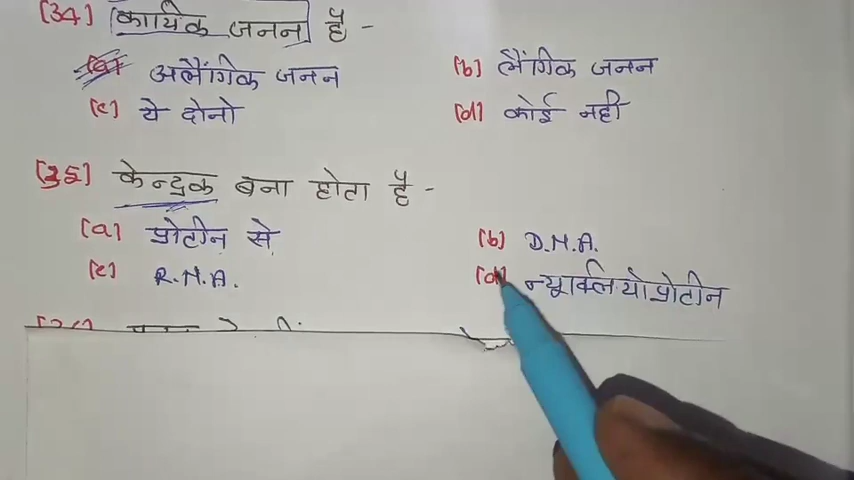 [34] कायिक जनन है -
[a] अलैंगिक जनन [b] लैंगिक जनन
[c] ये दोनो [d] कोई नही
[35] केन्द्रक बना होता है -
[a] प्रोटीन से [b] D.N.A.
[c] R.N.A. [d] न्यूक्लियोप्रोटीन